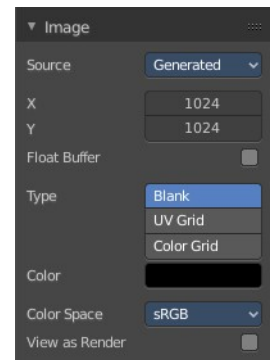 Image
Source Generated
X 1024
Y 1024
Float Buffer
Type Blank
UV Grid
Color Grid
Color
Color Space sRGB
View as Render